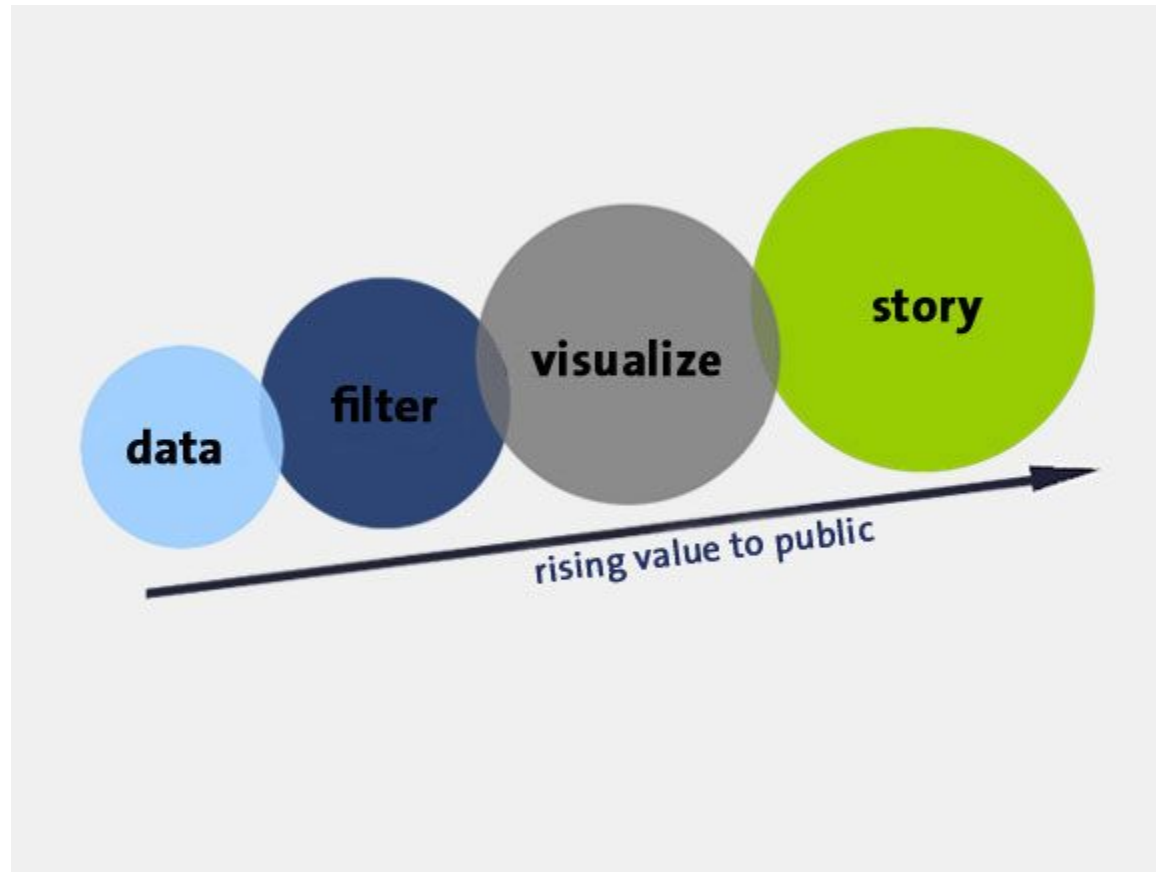 data
filter
visualize
story
rising value to public